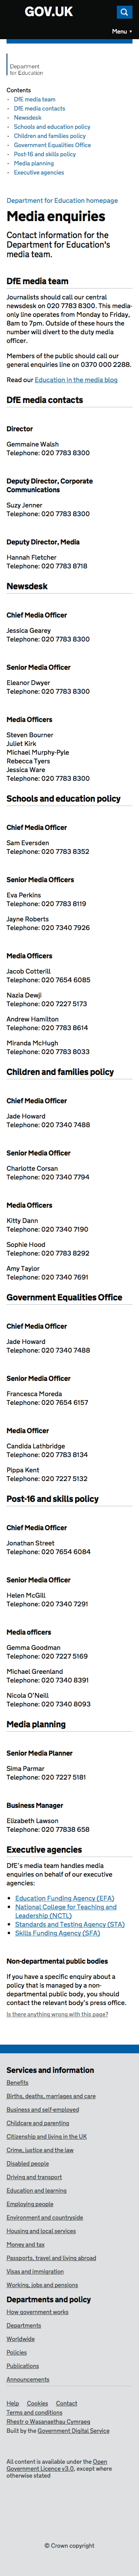 GOV.UK
Menu ▼
Department
for Education
Contents
- DfE media team
- DfE media contacts
- Newsdesk
- Schools and education policy
- Children and families policy
- Government Equalities Office
- Post-16 and skills policy
- Media planning
- Executive agencies
Department for Education homepage
Media enquiries
Contact information for the
Department for Education's
media team.
DfE media team
Journalists should call our central
newsdesk on 020 7783 8300. This media-
only line operates from Monday to Friday,
8am to 7pm. Outside of these hours the
number will divert to the duty media
officer.
Members of the public should call our
general enquiries line on 0370 000 2288.
Read our Education in the media blog
DfE media contacts
Director
Gemmaine Walsh
Telephone: 020 7783 8300
Deputy Director, Corporate
Communications
Suzy Jenner
Telephone: 020 7783 8300
Deputy Director, Media
Hannah Fletcher
Telephone: 020 7783 8718
Newsdesk
Chief Media Officer
Jessica Gearey
Telephone: 020 7783 8300
Senior Media Officer
Eleanor Dwyer
Telephone: 020 7783 8300
Media Officers
Steven Bourner
Juliet Kirk
Michael Murphy-Pyle
Rebecca Tyers
Jessica Ware
Telephone: 020 7783 8300
Schools and education policy
Chief Media Officer
Sam Eversden
Telephone: 020 7783 8352
Senior Media Officers
Eva Perkins
Telephone: 020 7783 8119
Jayne Roberts
Telephone: 020 7340 7926
Media Officers
Jacob Cotterill
Telephone: 020 7654 6085
Nazia Dewji
Telephone: 020 7227 5173
Andrew Hamilton
Telephone: 020 7783 8614
Miranda McHugh
Telephone: 020 7783 8033
Children and families policy
Chief Media Officer
Jade Howard
Telephone: 020 7340 7488
Senior Media Officer
Charlotte Corsan
Telephone: 020 7340 7794
Media Officers
Kitty Dann
Telephone: 020 7340 7190
Sophie Hood
Telephone: 020 7783 8292
Amy Taylor
Telephone: 020 7340 7691
Government Equalities Office
Chief Media Officer
Jade Howard
Telephone: 020 7340 7488
Senior Media Officer
Francesca Moreda
Telephone: 020 7654 6157
Media Officer
Candida Lathbridge
Telephone: 020 7783 8134
Pippa Kent
Telephone: 020 7227 5132
Post-16 and skills policy
Chief Media Officer
Jonathan Street
Telephone: 020 7654 6084
Senior Media Officer
Helen McGill
Telephone: 020 7340 7291
Media officers
Gemma Goodman
Telephone: 020 7227 5169
Michael Greenland
Telephone: 020 7340 8391
Nicola O'Neill
Telephone: 020 7340 8093
Media planning
Senior Media Planner
Sima Parmar
Telephone: 020 7227 5181
Business Manager
Elizabeth Lawson
Telephone: 020 77838 658
Executive agencies
DfE's media team handles media
enquiries on behalf of our executive
agencies:
• Education Funding Agency (EFA)
• National College for Teaching and
Leadership (NCTL)
• Standards and Testing Agency (STA)
• Skills Funding Agency (SFA)
Non-departmental public bodies
If you have a specific enquiry about a
policy that is managed by a non-
departmental public body, you should
contact the relevant body's press office.
Is there anything wrong with this page?
Services and information
Benefits
Births, deaths, marriages and care
Business and self-employed
Childcare and parenting
Citizenship and living in the UK
Crime, justice and the law
Disabled people
Driving and transport
Education and learning
Employing people
Environment and countryside
Housing and local services
Money and tax
Passports, travel and living abroad
Visas and immigration
Working, jobs and pensions
Departments and policy
How government works
Departments
Worldwide
Policies
Publications
Announcements
Help Cookies Contact
Terms and conditions
Rhestr o Wasanaethau Cymraeg
Built by the Government Digital Service
All content is available under the Open
Government Licence v3.0, except where
otherwise stated
© Crown copyright